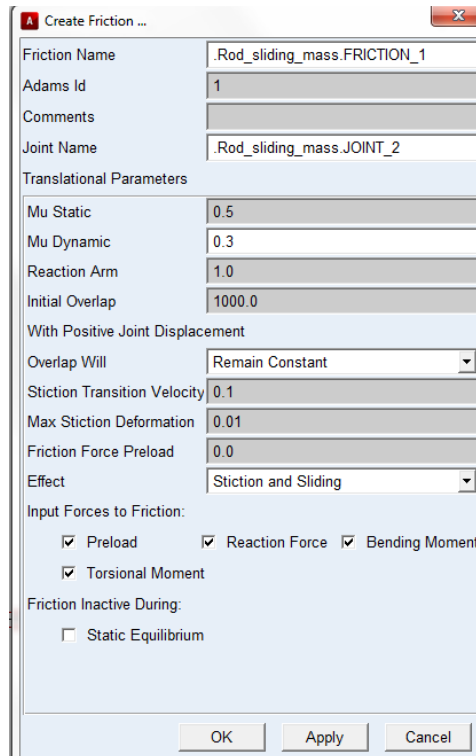 Create Friction ...
Friction Name .Rod_sliding_mass.FRICTION_1
Adams Id 1
Comments
Joint Name .Rod_sliding_mass.JOINT_2
Translational Parameters
Mu Static 0.5
Mu Dynamic 0.3
Reaction Arm 1.0
Initial Overlap 1000.0
With Positive Joint Displacement
Overlap Will Remain Constant
Stiction Transition Velocity 0.1
Max Stiction Deformation 0.01
Friction Force Preload 0.0
Effect Stiction and Sliding
Input Forces to Friction:
Preload Reaction Force Bending Moment
Torsional Moment
Friction Inactive During:
Static Equilibrium
OK Apply Cancel